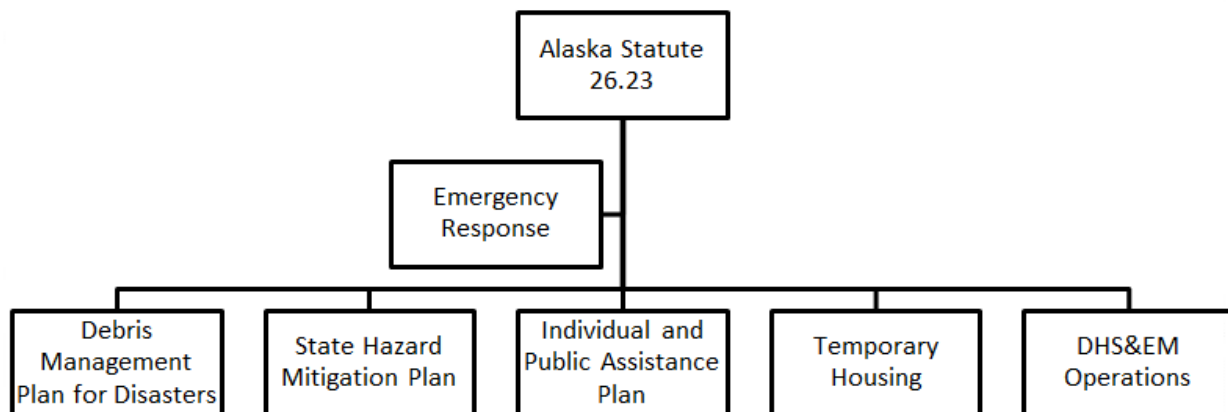 Alaska Statute
26.23
Emergency
Response
Debris
Management
Plan for Disasters
State Hazard
Mitigation Plan
Individual and
Public Assistance
Plan
Temporary
Housing
DHS&EM
Operations